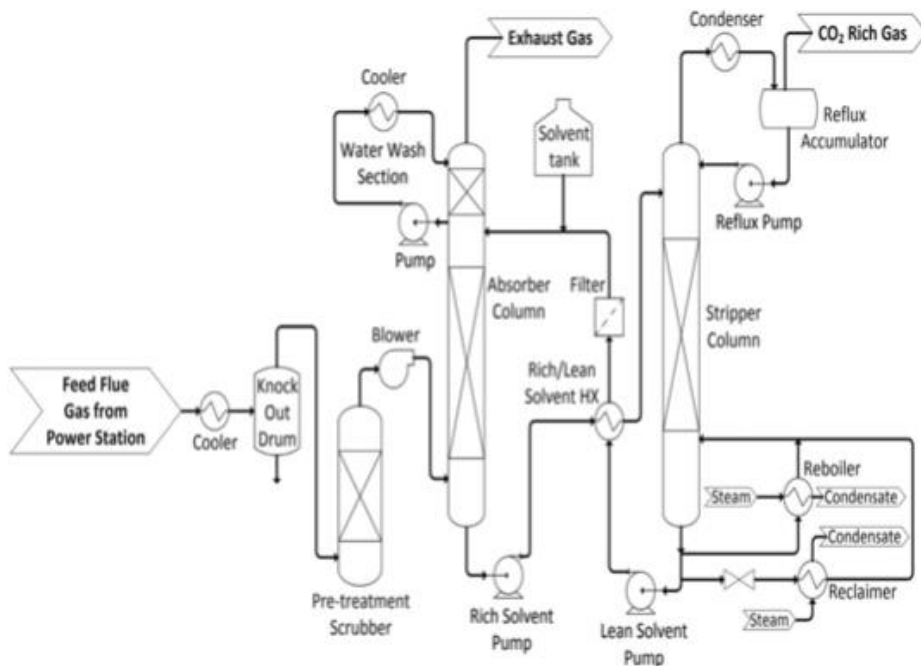 Exhaust Gas
Condenser
CO₂ Rich Gas
Cooler
Water Wash
Section
Solvent
tank
Reflux
Accumulator
Reflux Pump
Pump
Absorber
Column
Filter
Stripper
Column
Blower
Rich/Lean
Solvent HX
Feed Flue
Gas from
Power Station
Cooler
Knock
Out
Drum
Reboiler
Steam
Condensate
Condensate
Reclaimer
Steam
Pre-treatment
Scrubber
Rich Solvent
Pump
Lean Solvent
Pump